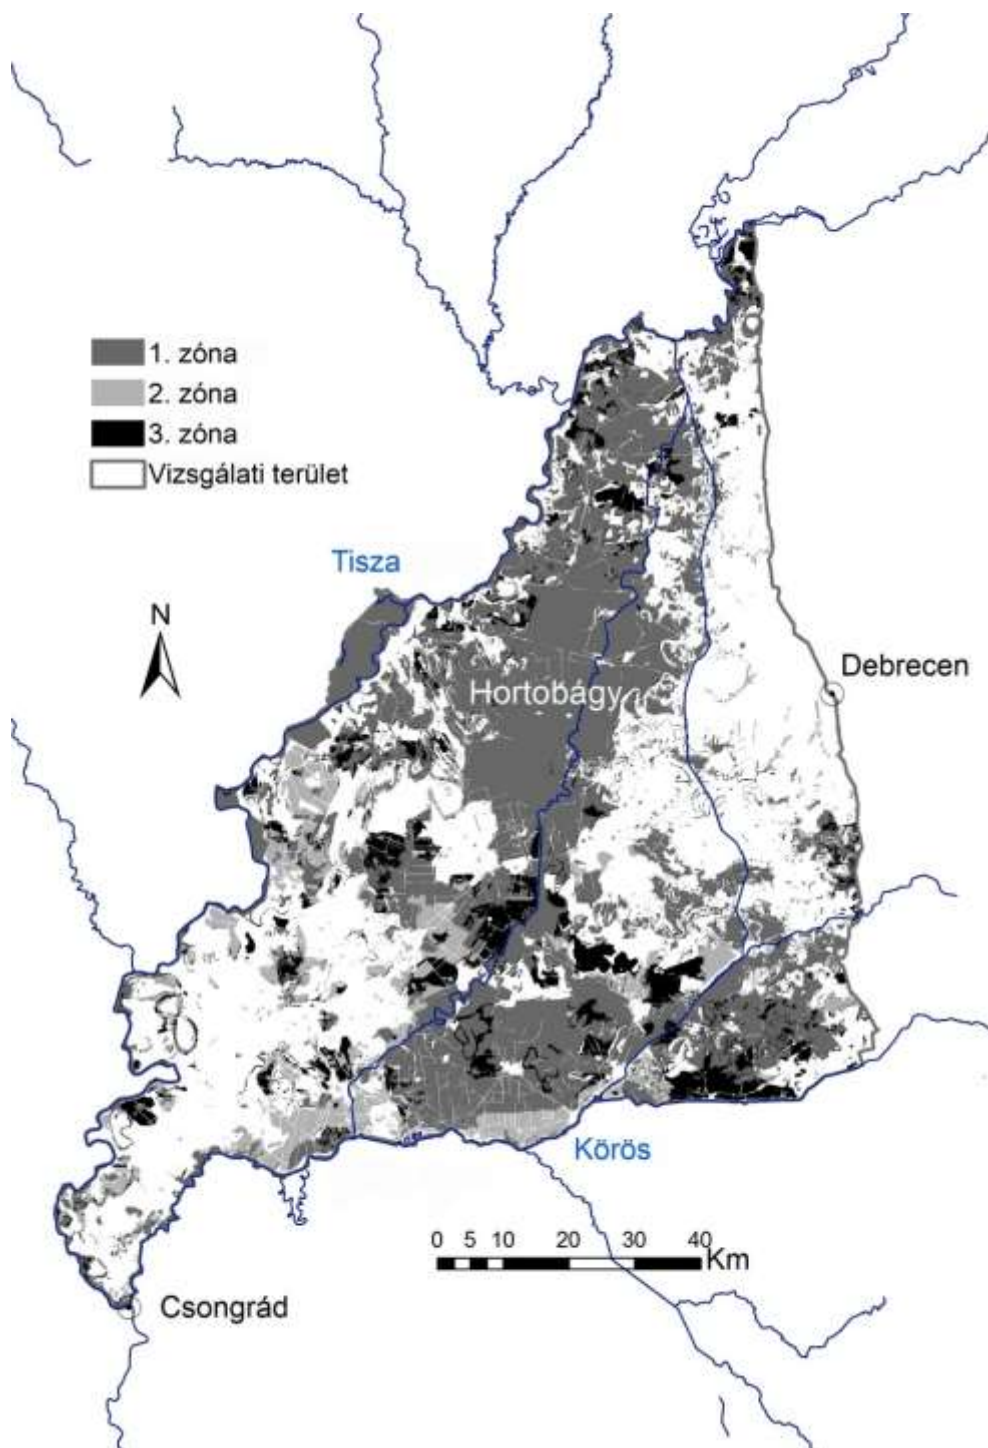 1. zóna
2. zóna
3. zóna
Vizsgálati terület
Tisza
N
Debrecen
Hortobágy
Körös
0 5 10 20 30 40
Km
Csongrád